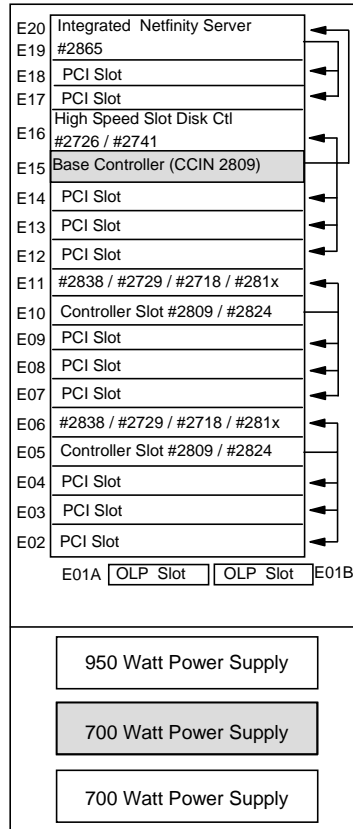 E20 Integrated Netfinity Server
E19 #2865
E18 PCI Slot
E17 PCI Slot
High Speed Slot Disk Ctl
E16 #2726 / #2741
E15 Base Controller (CCIN 2809)
E14 PCI Slot
E13 PCI Slot
E12 PCI Slot
E11 #2838 / #2729 / #2718 / #281x
E10 Controller Slot #2809 / #2824
E09 PCI Slot
E08 PCI Slot
E07 PCI Slot
E06 #2838 / #2729 / #2718 / #281x
E05 Controller Slot #2809 / #2824
E04 PCI Slot
E03 PCI Slot
E02 PCI Slot
E01A OLP Slot OLP Slot E01B
950 Watt Power Supply
700 Watt Power Supply
700 Watt Power Supply